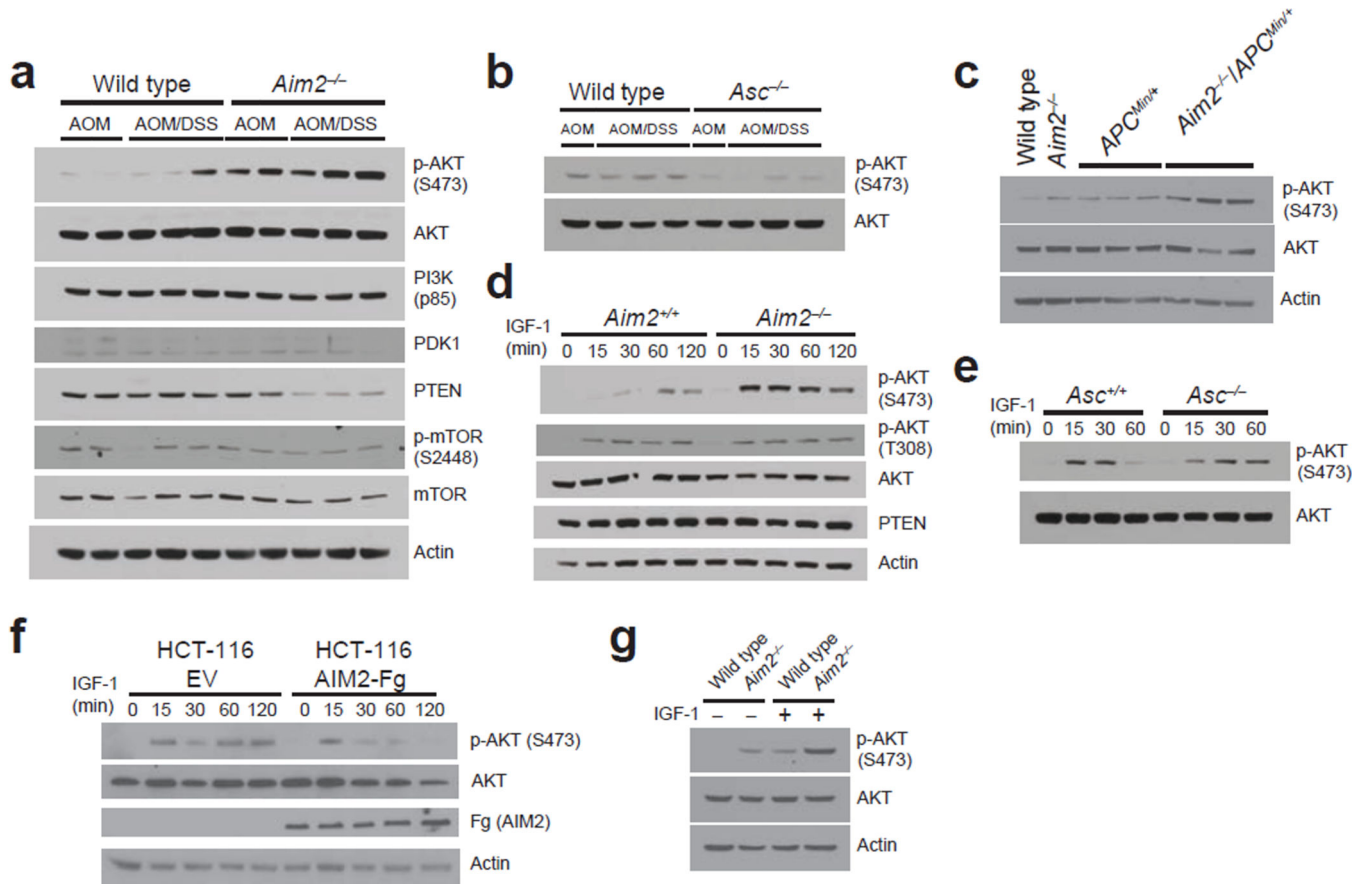 a
Wild type Aim2–/–
AOM AOM/DSS AOM AOM/DSS
p-AKT
(S473)
AKT
PI3K
(p85)
PDK1
PTEN
p-mTOR
(S2448)
mTOR
Actin
b
Wild type Asc–/–
AOM AOM/DSS AOM AOM/DSS
p-AKT
(S473)
AKT
c
Wild type
Aim2–/–
APCMin/+
Aim2–/–/APCMin/+
p-AKT
(S473)
AKT
Actin
d
Aim2+/+ Aim2–/–
IGF-1
(min) 0 15 30 60 120 0 15 30 60 120
p-AKT
(S473)
p-AKT
(T308)
AKT
PTEN
Actin
e
Asc+/+ Asc–/–
IGF-1
(min) 0 15 30 60 0 15 30 60
p-AKT
(S473)
AKT
f
HCT-116 HCT-116
EV AIM2-Fg
IGF-1
(min) 0 15 30 60 120 0 15 30 60 120
p-AKT (S473)
AKT
Fg (AIM2)
Actin
g
Wild type
Aim2–/–
Wild type
Aim2–/–
IGF-1 – – + +
p-AKT
(S473)
AKT
Actin